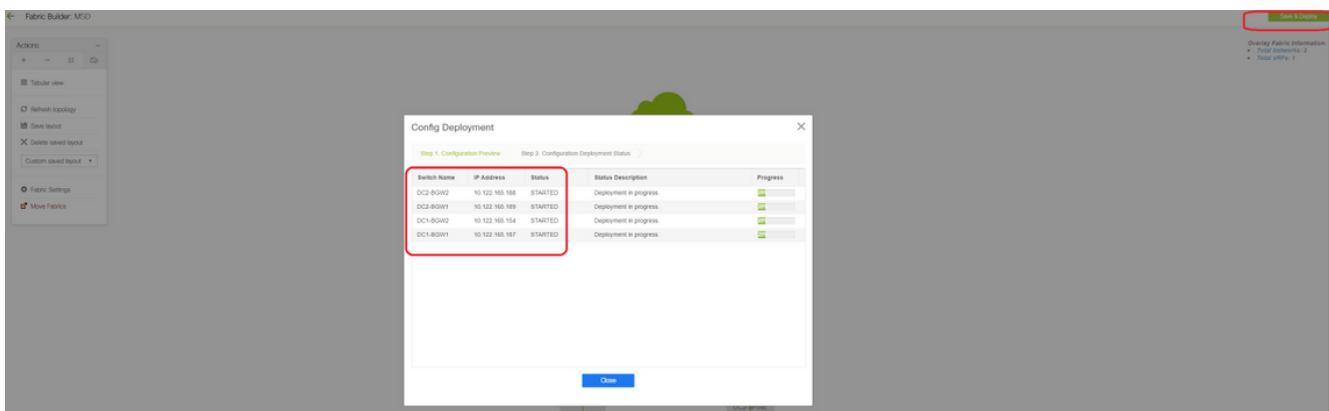 Fabric Builder: MSD
Save & Deploy
Actions
Tabular view
Refresh topology
Save layout
Delete saved layout
Custom saved layout
Fabric Settings
Move Fabrics
Overlay Fabric Information:
Total Networks: 2
Total VRFs: 1
Config Deployment
Step 1. Configuration Preview Step 2. Configuration Deployment Status
Switch Name IP Address Status Status Description Progress
DC2-BGW2 10.122.165.188 STARTED Deployment in progress.
DC2-BGW1 10.122.165.189 STARTED Deployment in progress.
DC1-BGW2 10.122.165.154 STARTED Deployment in progress.
DC1-BGW1 10.122.165.187 STARTED Deployment in progress.
Close